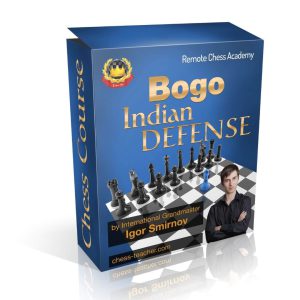 Remote Chess Academy
Bogo
Indian
DEFENSE
by International Grandmaster
Igor Smirnov
chess-teacher.com
Chess Course